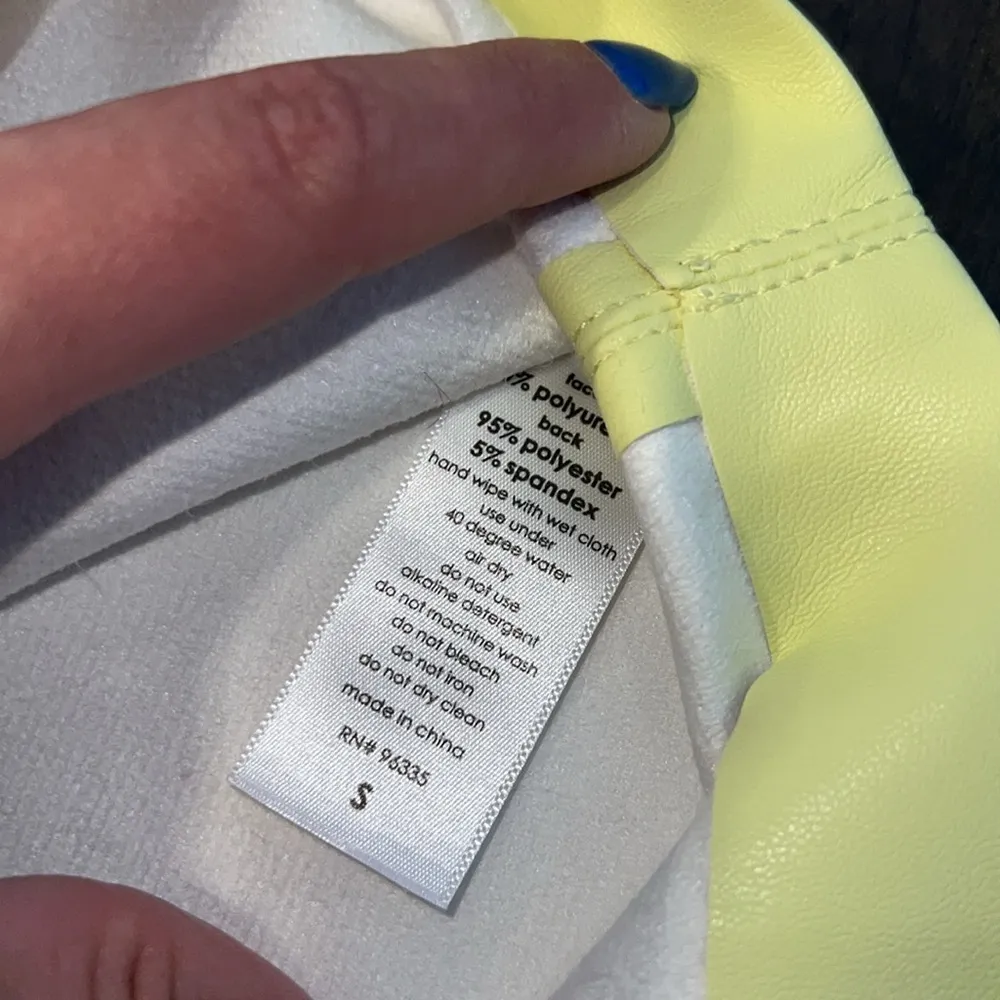 % polyure
back
95% polyester
5% spandex
hand wipe with wet cloth
use under
40 degree water
air dry
do not use
alkaline detergent
do not machine wash
do not bleach
do not iron
do not dry clean
made in china
RN# 96335
S